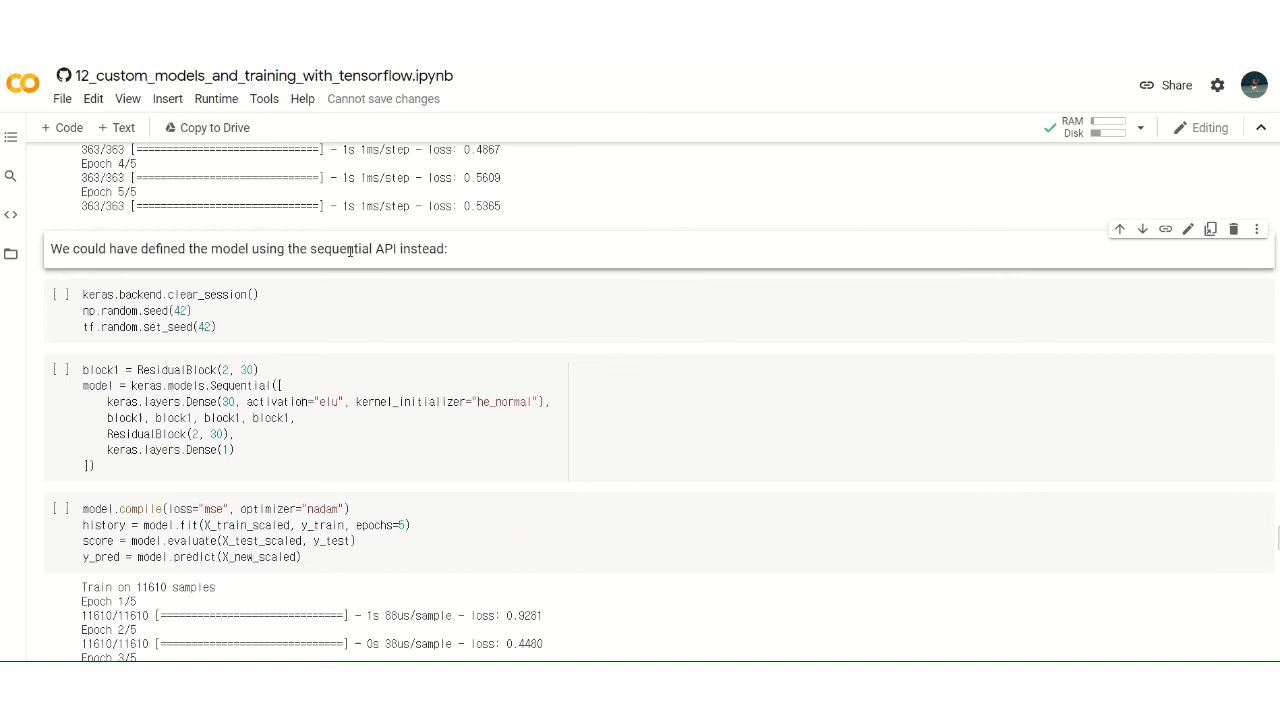 12_custom_models_and_training_with_tensorflow.ipynb
Share
File Edit View Insert Runtime Tools Help Cannot save changes
+ Code + Text Copy to Drive
RAM
Disk
Editing
363/363 [==============================] - 1s 1ms/step - loss: 0.4867
Epoch 4/5
363/363 [==============================] - 1s 1ms/step - loss: 0.5609
Epoch 5/5
363/363 [==============================] - 1s 1ms/step - loss: 0.5365
We could have defined the model using the sequential API instead:
[ ] keras.backend.clear_session()
np.random.seed(42)
tf.random.set_seed(42)
[ ] block1 = ResidualBlock(2, 30)
model = keras.models.Sequential([
keras.layers.Dense(30, activation="elu", kernel_initializer="he_normal"),
block1, block1, block1, block1,
ResidualBlock(2, 30),
keras.layers.Dense(1)
])
[ ] model.compile(loss="mse", optimizer="nadam")
history = model.fit(X_train_scaled, y_train, epochs=5)
score = model.evaluate(X_test_scaled, y_test)
y_pred = model.predict(X_new_scaled)
Train on 11610 samples
Epoch 1/5
11610/11610 [==============================] - 1s 88us/sample - loss: 0.9281
Epoch 2/5
11610/11610 [==============================] - 0s 38us/sample - loss: 0.4480
Epoch 3/5